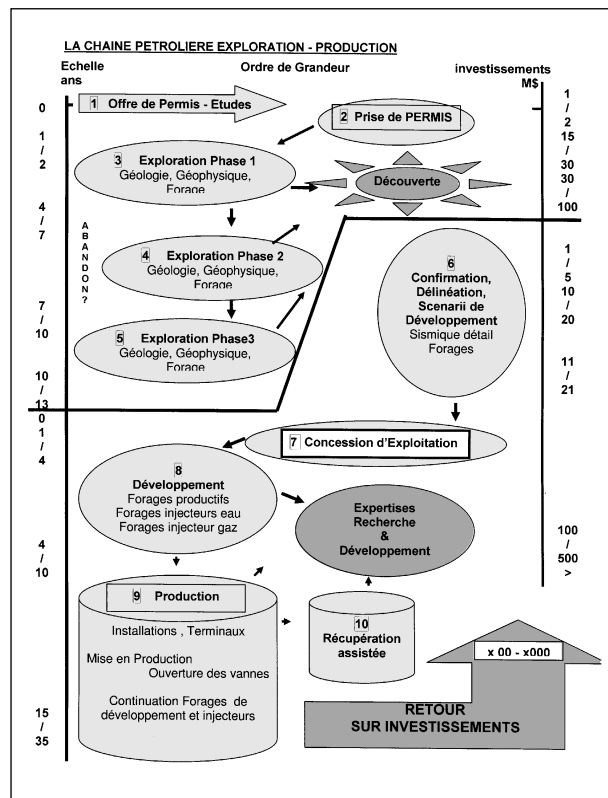 LA CHAINE PETROLIERE EXPLORATION - PRODUCTION
Echelle
ans
Ordre de Grandeur
investissements
M$
0
1
/
2
4
/
7
7
/
10
10
/
13
0
1
/
4
4
/
10
15
/
35
1 Offre de Permis - Etudes
2 Prise de PERMIS
3 Exploration Phase 1
Géologie, Géophysique,
Forage
Découverte
ABANDON?
4 Exploration Phase 2
Géologie, Géophysique,
Forage
5 Exploration Phase3
Géologie, Géophysique,
Forage
6
Confirmation,
Délinéation,
Scenarii de
Développement
Sismique détail
Forages
7 Concession d'Exploitation
8
Développement
Forages productifs
Forages injecteurs eau
Forages injecteur gaz
Expertises
Recherche
&
Développement
9 Production
Installations , Terminaux
Mise en Production
Ouverture des vannes
Continuation Forages de
développement et injecteurs
10
Récupération
assistée
x 00 - x000
RETOUR
SUR INVESTISSEMENTS
1
/
2
15
/
30
30
/
100
1
/
5
10
/
20
11
/
21
100
/
500
>